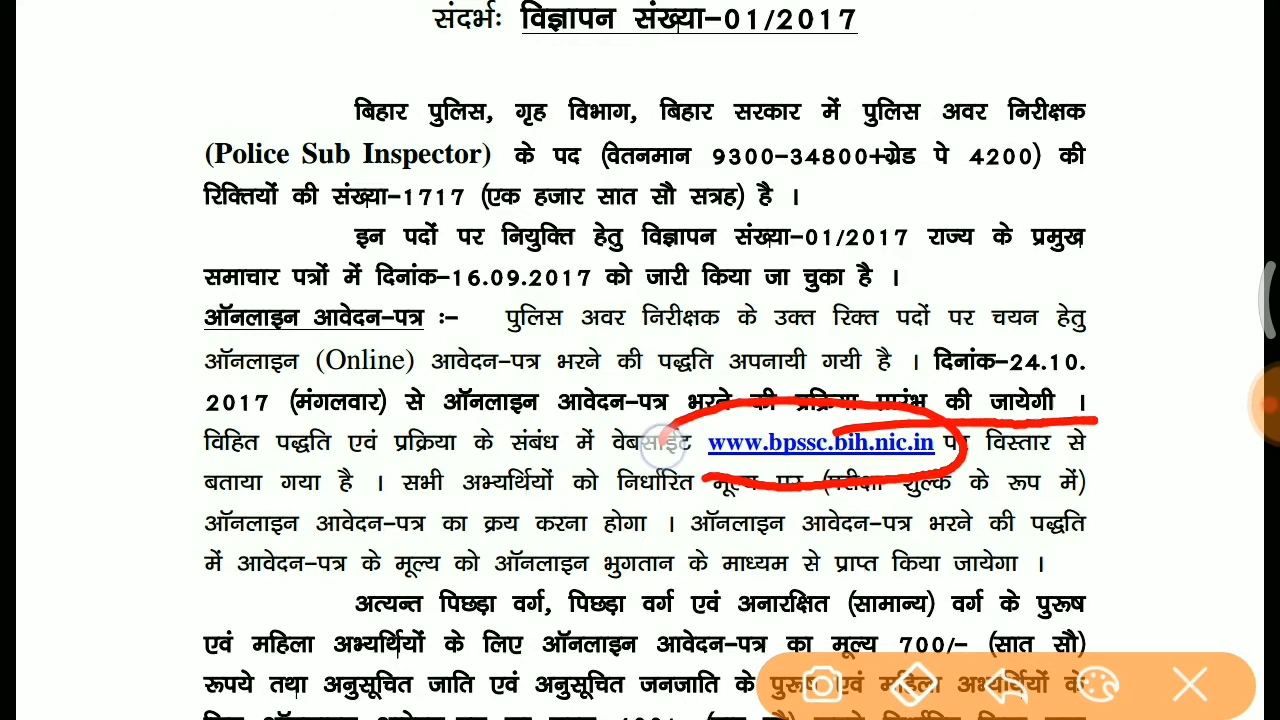 संदर्भः विज्ञापन संख्या-01/2017
बिहार पुलिस, गृह विभाग, बिहार सरकार में पुलिस अवर निरीक्षक
(Police Sub Inspector) के पद (वेतनमान 9300-34800+ग्रेड पे 4200) की
रिक्तियों की संख्या-1717 (एक हजार सात सौ सत्रह) है ।
इन पदों पर नियुक्ति हेतु विज्ञापन संख्या-01/2017 राज्य के प्रमुख
समाचार पत्रों में दिनांक-16.09.2017 को जारी किया जा चुका है ।
ऑनलाइन आवेदन-पत्र :- पुलिस अवर निरीक्षक के उक्त रिक्त पदों पर चयन हेतु
ऑनलाइन (Online) आवेदन-पत्र भरने की पद्धति अपनायी गयी है । दिनांक-24.10.
2017 (मंगलवार) से ऑनलाइन आवेदन-पत्र भरने की प्रक्रिया प्रारंभ की जायेगी ।
विहित पद्धति एवं प्रक्रिया के संबंध में वेबसाईट www.bpssc.bih.nic.in पर विस्तार से
बताया गया है । सभी अभ्यर्थियों को निर्धारित मूल्य पर (परीक्षा शुल्क के रूप में)
ऑनलाइन आवेदन-पत्र का क्रय करना होगा । ऑनलाइन आवेदन-पत्र भरने की पद्धति
में आवेदन-पत्र के मूल्य को ऑनलाइन भुगतान के माध्यम से प्राप्त किया जायेगा ।
अत्यन्त पिछड़ा वर्ग, पिछड़ा वर्ग एवं अनारक्षित (सामान्य) वर्ग के पुरूष
एवं महिला अभ्यर्थियों के लिए ऑनलाइन आवेदन-पत्र का मूल्य 700/- (सात सौ)
रूपये तथा अनुसूचित जाति एवं अनुसूचित जनजाति के पुरूष एवं महिला अभ्यर्थियों के